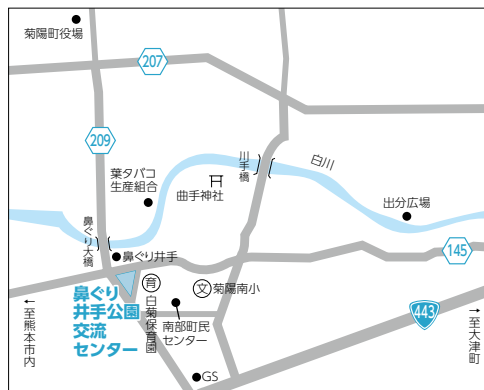 菊陽町役場
207
209
葉タバコ
生産組合
曲手神社
川手橋
白川
出分広場
鼻ぐり大橋
鼻ぐり井手
145
鼻ぐり
井手公園
交流
センター
育
白菊保育園
文
菊陽南小
南部町民
センター
←至熊本市内
443
→至大津町
GS